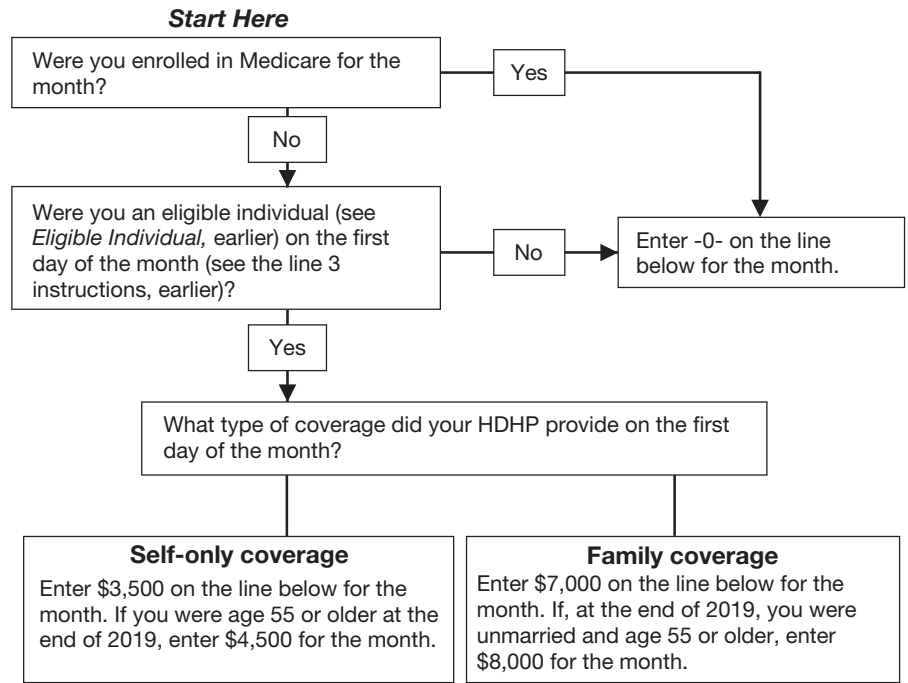 Start Here
Were you enrolled in Medicare for the
month?
Yes
No
Were you an eligible individual (see
Eligible Individual, earlier) on the first
day of the month (see the line 3
instructions, earlier)?
No
Enter -0- on the line
below for the month.
Yes
What type of coverage did your HDHP provide on the first
day of the month?
Self-only coverage
Enter $3,500 on the line below for the
month. If you were age 55 or older at the
end of 2019, enter $4,500 for the month.
Family coverage
Enter $7,000 on the line below for the
month. If, at the end of 2019, you were
unmarried and age 55 or older, enter
$8,000 for the month.